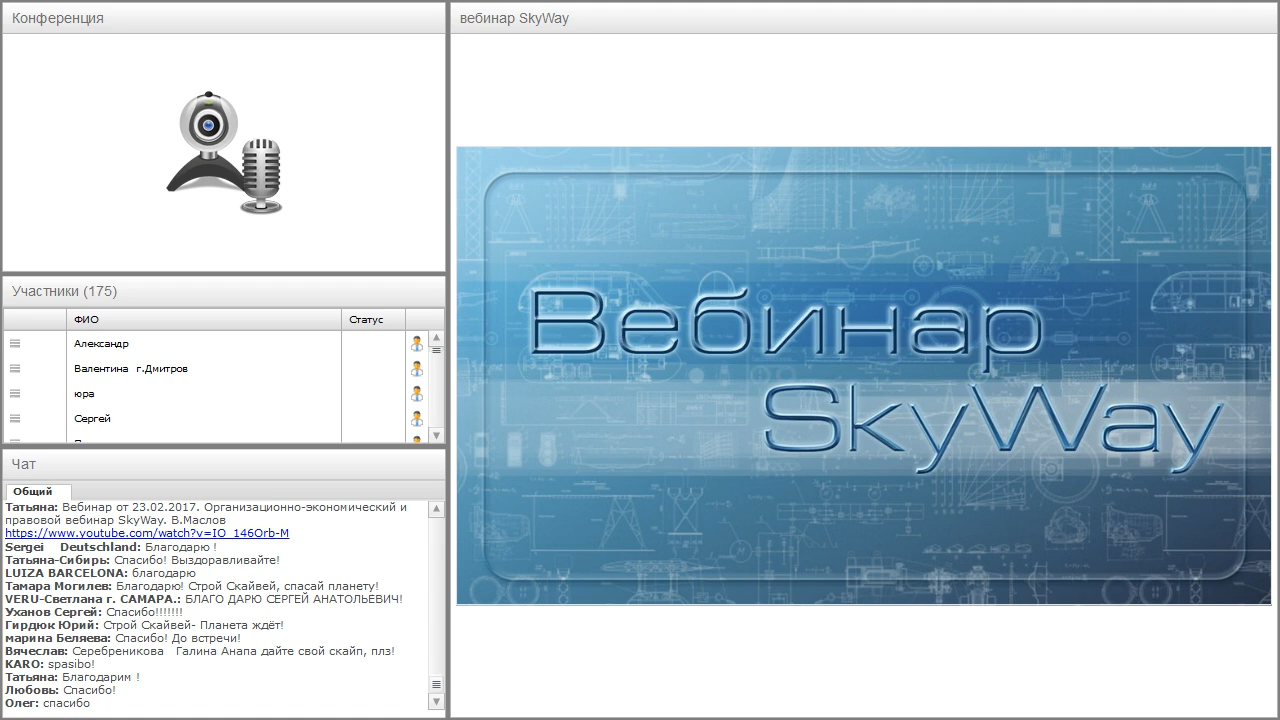 Конференция
вебинар SkyWay
Вебинар
SkyWay
Участники (175)
ФИО Статус
Александр
Валентина г.Дмитров
юра
Сергей
Чат
Общий
Татьяна: Вебинар от 23.02.2017. Организационно-экономический и
правовой вебинар SkyWay. В.Маслов
https://www.youtube.com/watch?v=IO_146Orb-M
Sergei Deutschland: Благодарю !
Татьяна-Сибирь: Спасибо! Выздоравливайте!
LUIZA BARCELONA: благодарю
Тамара Могилев: Благодарю! Строй Скайвей, спасай планету!
VERU-Светлана г. САМАРА.: БЛАГО ДАРЮ СЕРГЕЙ АНАТОЛЬЕВИЧ!
Уханов Сергей: Спасибо!!!!!!!
Гирдюк Юрий: Строй Скайвей- Планета ждёт!
марина Беляева: Спасибо! До встречи!
Вячеслав: Серебреникова Галина Анапа дайте свой скайп, плз!
KARO: spasibo!
Татьяна: Благодарим !
Любовь: Спасибо!
Олег: спасибо